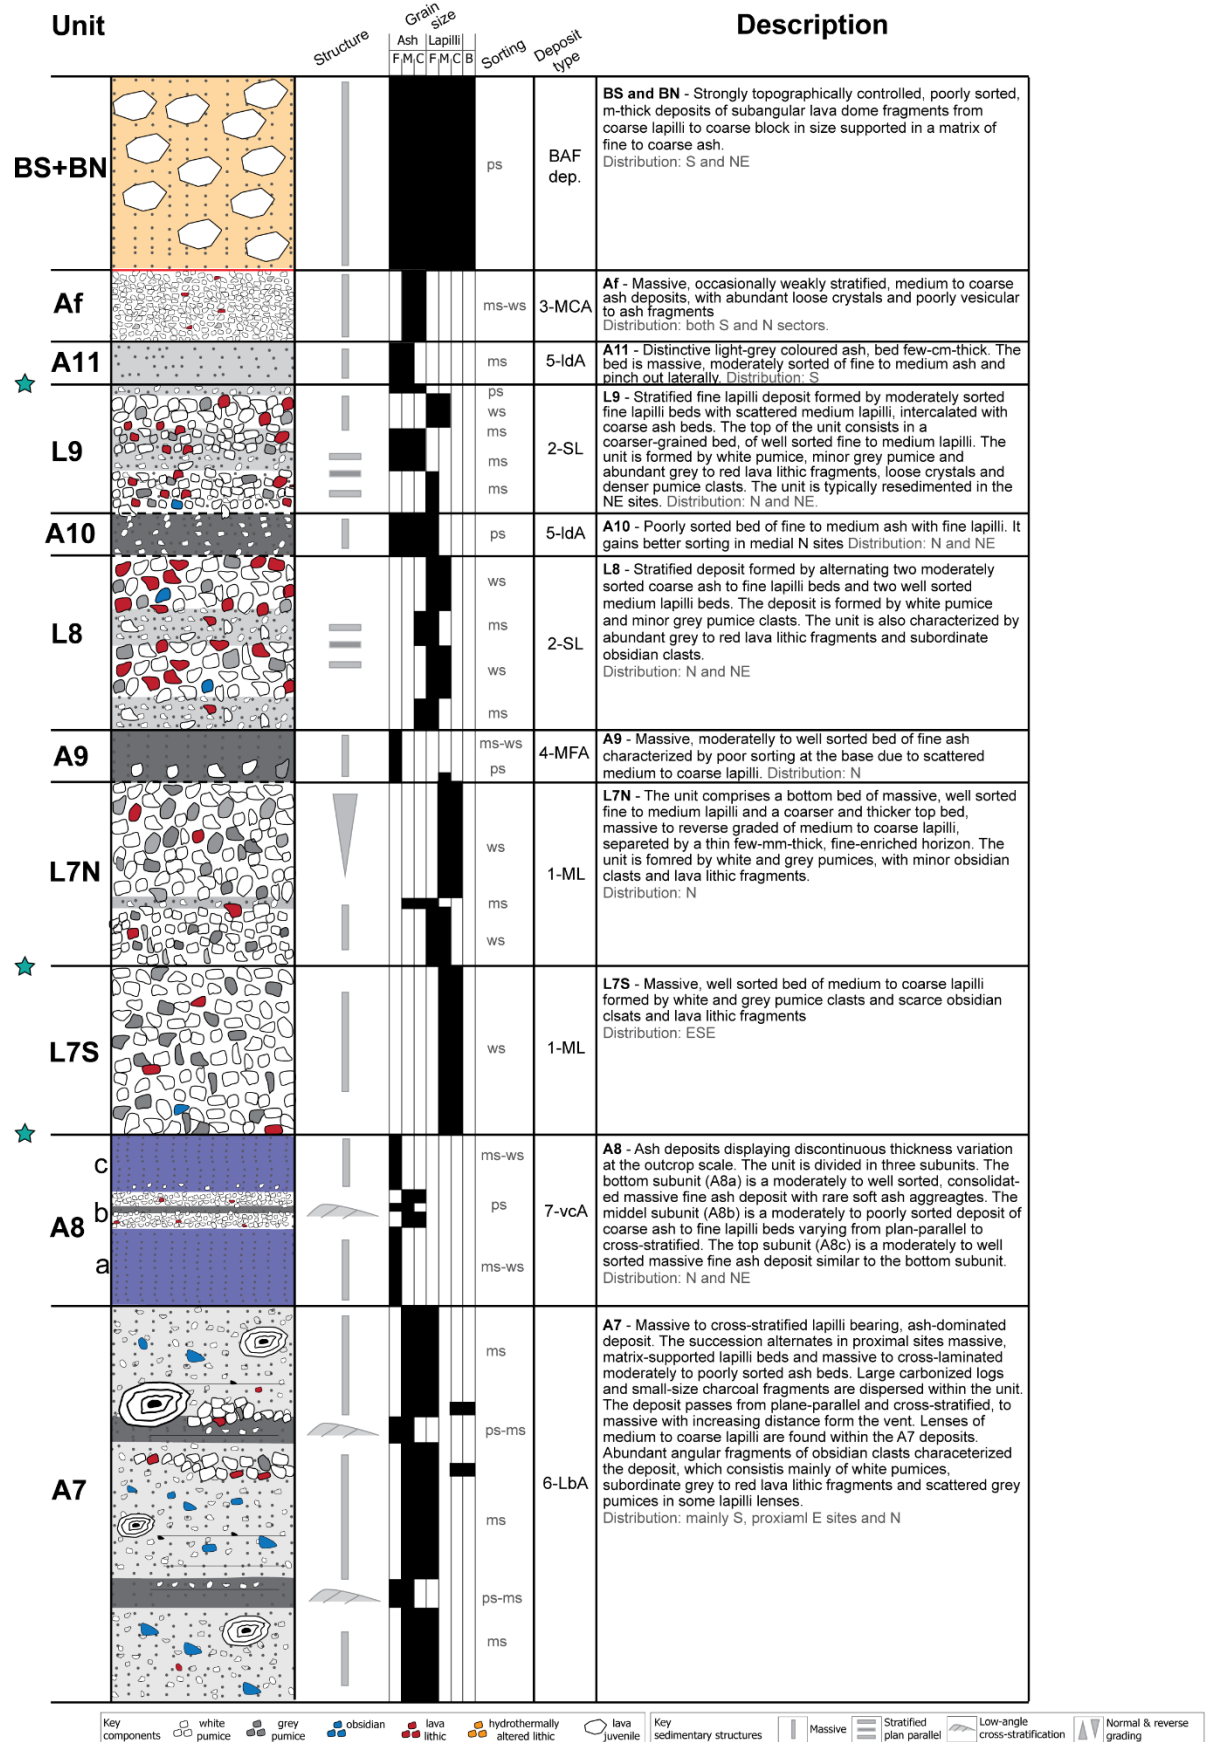 Unit
Structure
Grain
size
Ash Lapilli
F M C F M C B
Sorting
Deposit
type
Description
BS+BN
ps
BAF
dep.
BS and BN - Strongly topographically controlled, poorly sorted,
m-thick deposits of subangular lava dome fragments from
coarse lapilli to coarse block in size supported in a matrix of
fine to coarse ash.
Distribution: S and NE
Af
ms-ws
3-MCA
Af - Massive, occasionally weakly stratified, medium to coarse
ash deposits, with abundant loose crystals and poorly vesicular
to ash fragments
Distribution: both S and N sectors.
A11
ms
5-ldA
A11 - Distinctive light-grey coloured ash, bed few-cm-thick. The
bed is massive, moderately sorted of fine to medium ash and
pinch out laterally. Distribution: S
L9
ps
ws
ms
ms
ms
2-SL
L9 - Stratified fine lapilli deposit formed by moderately sorted
fine lapilli beds with scattered medium lapilli, intercalated with
coarse ash beds. The top of the unit consists in a
coarser-grained bed, of well sorted fine to medium lapilli. The
unit is formed by white pumice, minor grey pumice and
abundant grey to red lava lithic fragments, loose crystals and
denser pumice clasts. The unit is typically resedimented in the
NE sites. Distribution: N and NE.
A10
ps
5-ldA
A10 - Poorly sorted bed of fine to medium ash with fine lapilli. It
gains better sorting in medial N sites Distribution: N and NE
L8
ws
ms
ws
ms
2-SL
L8 - Stratified deposit formed by alternating two moderately
sorted coarse ash to fine lapilli beds and two well sorted
medium lapilli beds. The deposit is formed by white pumice
and minor grey pumice clasts. The unit is also characterized by
abundant grey to red lava lithic fragments and subordinate
obsidian clasts.
Distribution: N and NE
A9
ms-ws
ps
4-MFA
A9 - Massive, moderatelly to well sorted bed of fine ash
characterized by poor sorting at the base due to scattered
medium to coarse lapilli. Distribution: N
L7N
ws
ms
ws
1-ML
L7N - The unit comprises a bottom bed of massive, well sorted
fine to medium lapilli and a coarser and thicker top bed,
massive to reverse graded of medium to coarse lapilli,
separeted by a thin few-mm-thick, fine-enriched horizon. The
unit is fomred by white and grey pumices, with minor obsidian
clasts and lava lithic fragments.
Distribution: N
L7S
ws
1-ML
L7S - Massive, well sorted bed of medium to coarse lapilli
formed by white and grey pumice clasts and scarce obsidian
clsats and lava lithic fragments
Distribution: ESE
A8
c
b
a
ms-ws
ps
ms-ws
7-vcA
A8 - Ash deposits displaying discontinuous thickness variation
at the outcrop scale. The unit is divided in three subunits. The
bottom subunit (A8a) is a moderately to well sorted, consolidat-
ed massive fine ash deposit with rare soft ash aggreagtes. The
middel subunit (A8b) is a moderately to poorly sorted deposit of
coarse ash to fine lapilli beds varying from plan-parallel to
cross-stratified. The top subunit (A8c) is a moderately to well
sorted massive fine ash deposit similar to the bottom subunit.
Distribution: N and NE
A7
ms
ps-ms
ms
ps-ms
ms
6-LbA
A7 - Massive to cross-stratified lapilli bearing, ash-dominated
deposit. The succession alternates in proximal sites massive,
matrix-supported lapilli beds and massive to cross-laminated
moderately to poorly sorted ash beds. Large carbonized logs
and small-size charcoal fragments are dispersed within the unit.
The deposit passes from plane-parallel and cross-stratified, to
massive with increasing distance form the vent. Lenses of
medium to coarse lapilli are found within the A7 deposits.
Abundant angular fragments of obsidian clasts characeterized
the deposit, which consistis mainly of white pumices,
subordinate grey to red lava lithic fragments and scattered grey
pumices in some lapilli lenses.
Distribution: mainly S, proxiaml E sites and N
Key
components
white
pumice
grey
pumice
obsidian
lava
lithic
hydrothermally
altered lithic
lava
juvenile
Key
sedimentary structures
Massive
Stratified
plan parallel
Low-angle
cross-stratification
Normal & reverse
grading